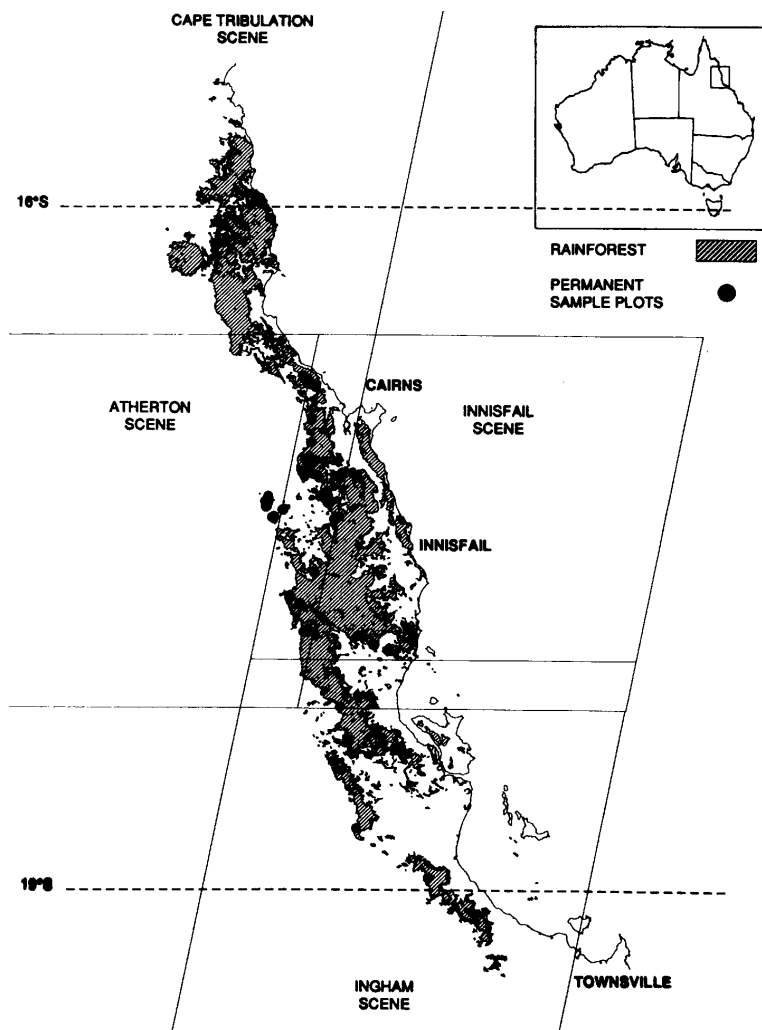 CAPE TRIBULATION
SCENE
16°S
RAINFOREST
PERMANENT
SAMPLE PLOTS
CAIRNS
ATHERTON
SCENE
INNISFAIL
SCENE
INNISFAIL
19°S
TOWNSVILLE
INGHAM
SCENE